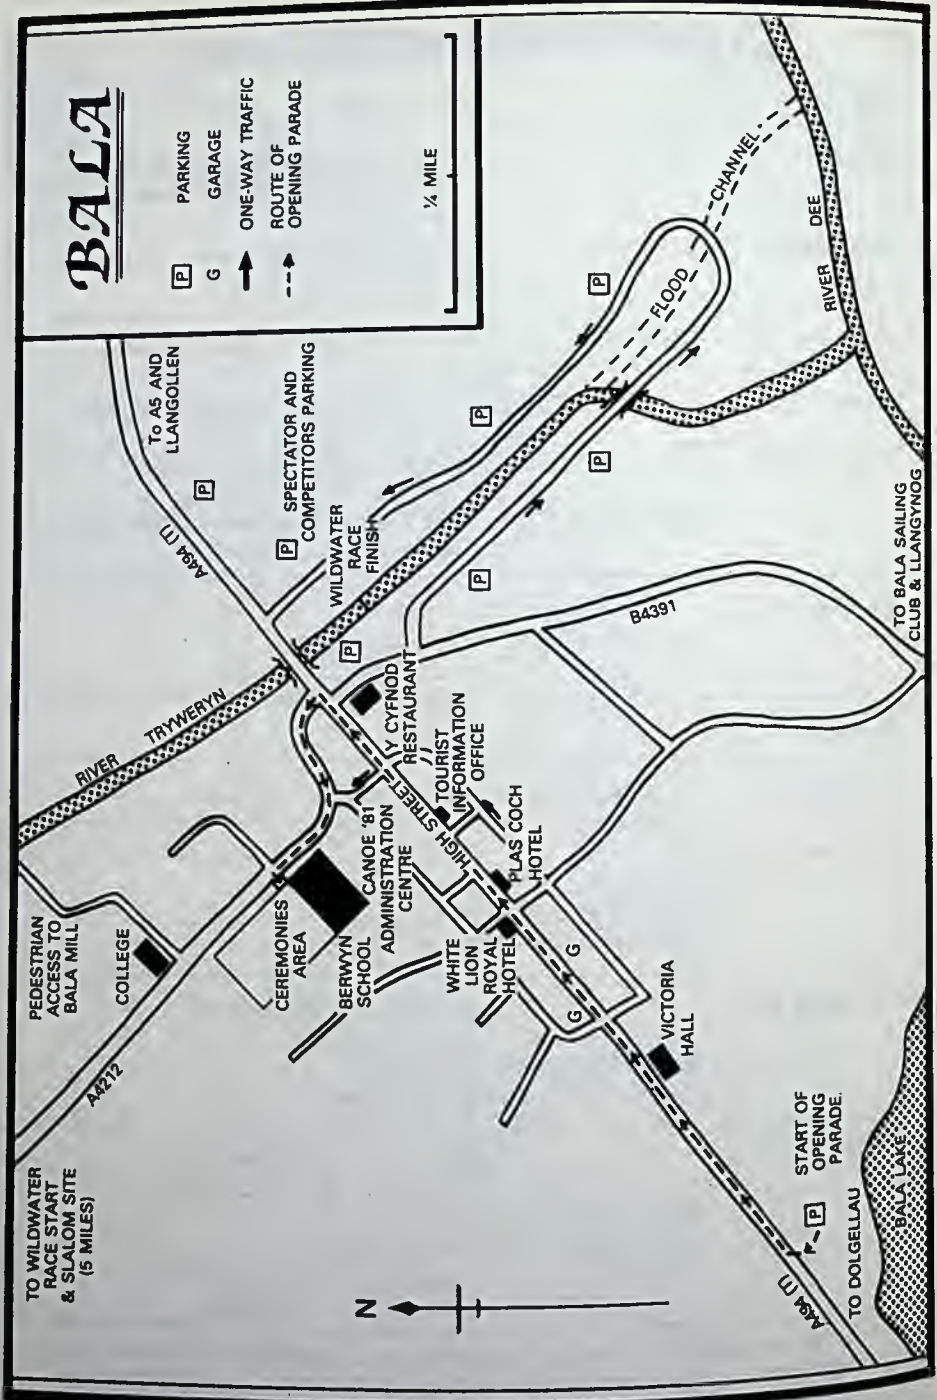 BALA
P PARKING
G GARAGE
ONE-WAY TRAFFIC
ROUTE OF
OPENING PARADE
¼ MILE
To A5 AND
LLANGOLLEN
A494 (T)
P
P
SPECTATOR AND
COMPETITORS PARKING
WILDWATER
RACE
FINISH
P
P
P
P
P
FLOOD
CHANNEL
RIVER DEE
RIVER TRYWERYN
B4391
TO BALA SAILING
CLUB & LLANGYNOG
Y CYFNOD
RESTAURANT
TOURIST
INFORMATION
OFFICE
HIGH STREET
PLAS COCH
HOTEL
CANOE '81
ADMINISTRATION
CENTRE
WHITE
LION
ROYAL
HOTEL
BERWYN
SCHOOL
CEREMONIES
AREA
COLLEGE
PEDESTRIAN
ACCESS TO
BALA MILL
A4212
TO WILDWATER
RACE START
& SLALOM SITE
(5 MILES)
G
G
VICTORIA
HALL
START OF
OPENING
PARADE.
P
TO DOLGELLAU
A494 (T)
BALA LAKE
N